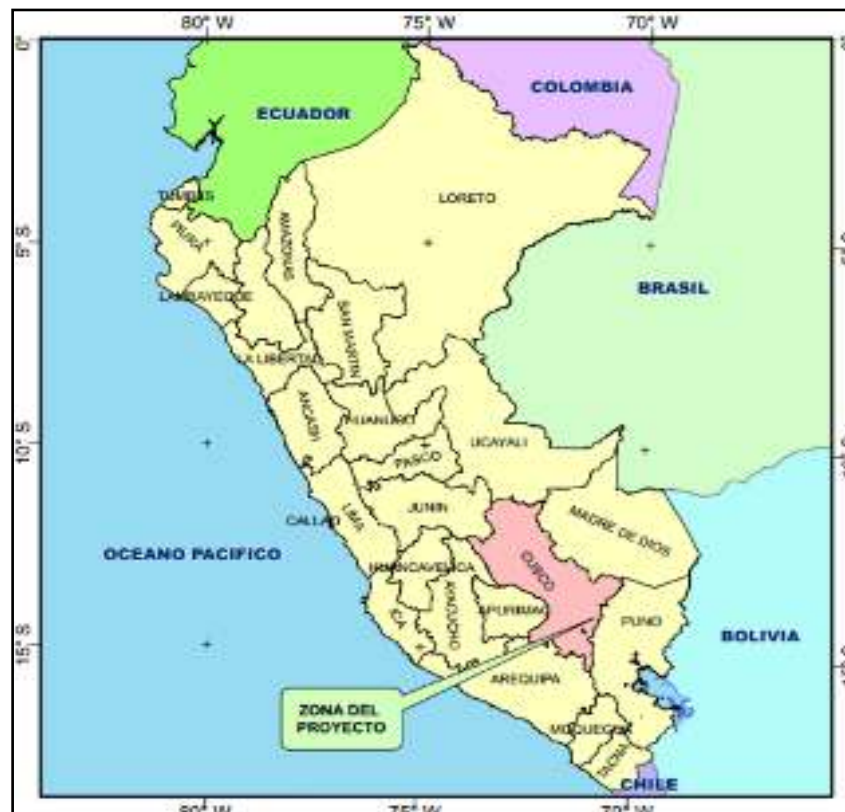 80° W 75° W 70° W
0°
COLOMBIA
ECUADOR
TUMBES
LORETO
PIURA
AMAZONAS
5°S
BRASIL
LAMBAYEQUE
SAN MARTIN
LA LIBERTAD
ANCASH
HUANUCO
UCAYALI
10°S
PASCO
JUNIN
LIMA
CALLAO
MADRE DE DIOS
OCEANO PACIFICO
HUANCAVELICA
CUSCO
AYACUCHO
APURIMAC
ICA
PUNO
BOLIVIA
15°S
AREQUIPA
ZONA DEL
PROYECTO
MOQUEGUA
TACNA
CHILE
80° W 75° W 70° W